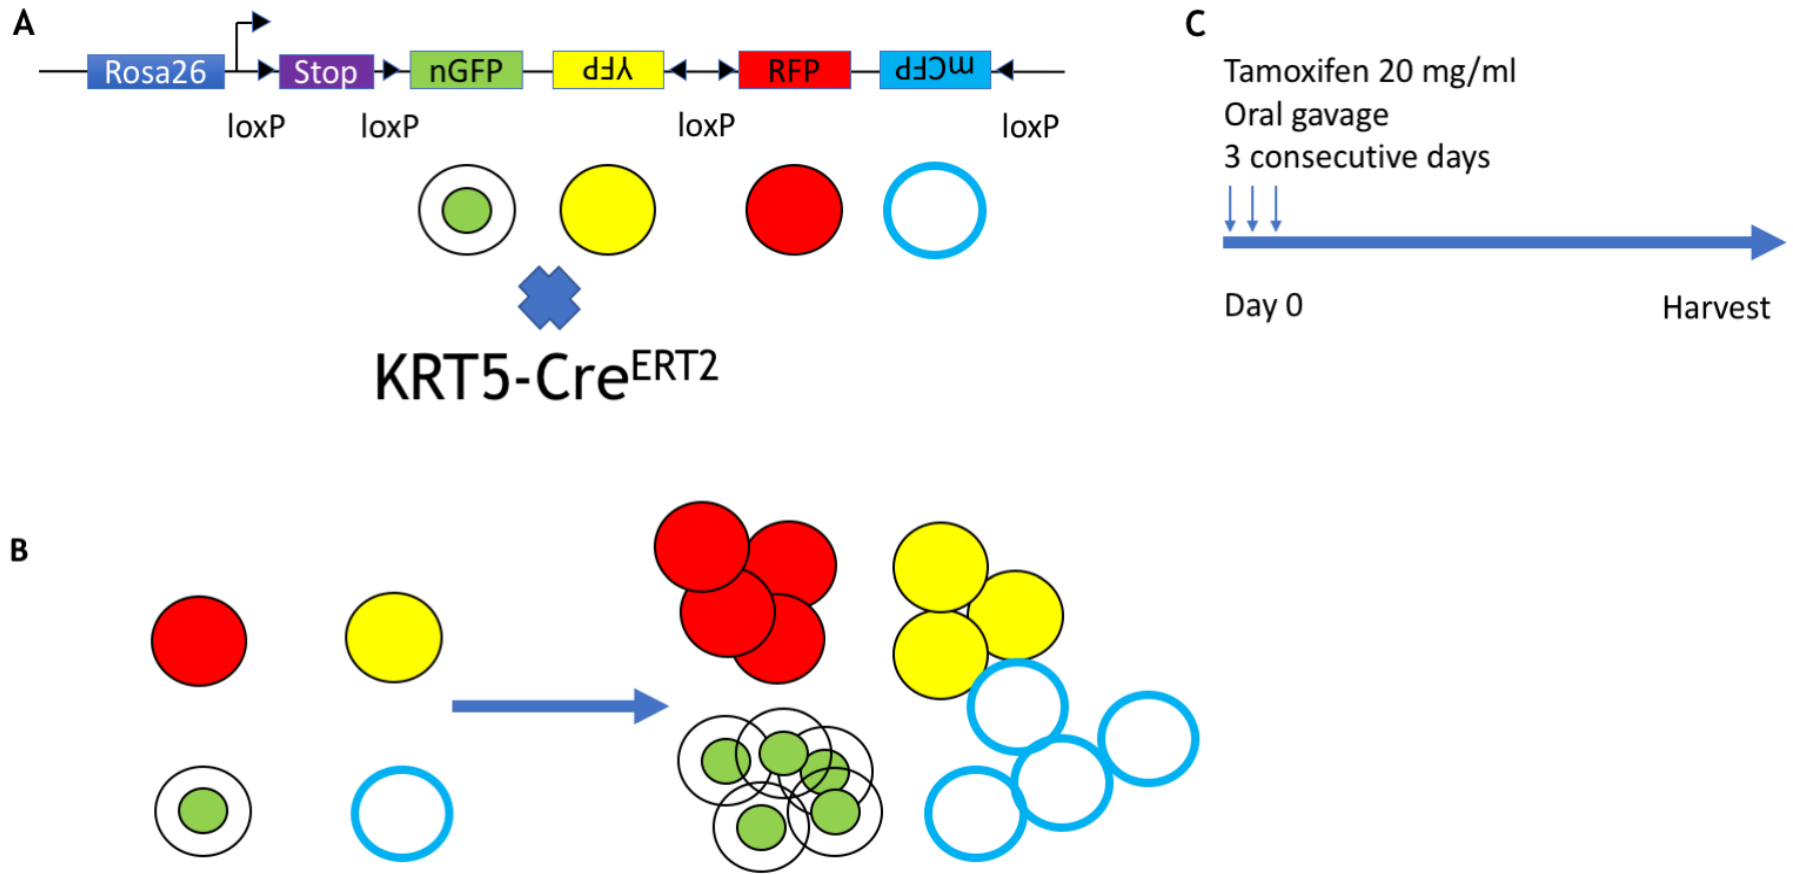 A
Rosa26 Stop nGFP YFP RFP mCFP
loxP loxP loxP loxP
KRT5-CreERT2
C
Tamoxifen 20 mg/ml
Oral gavage
3 consecutive days
Day 0 Harvest
B